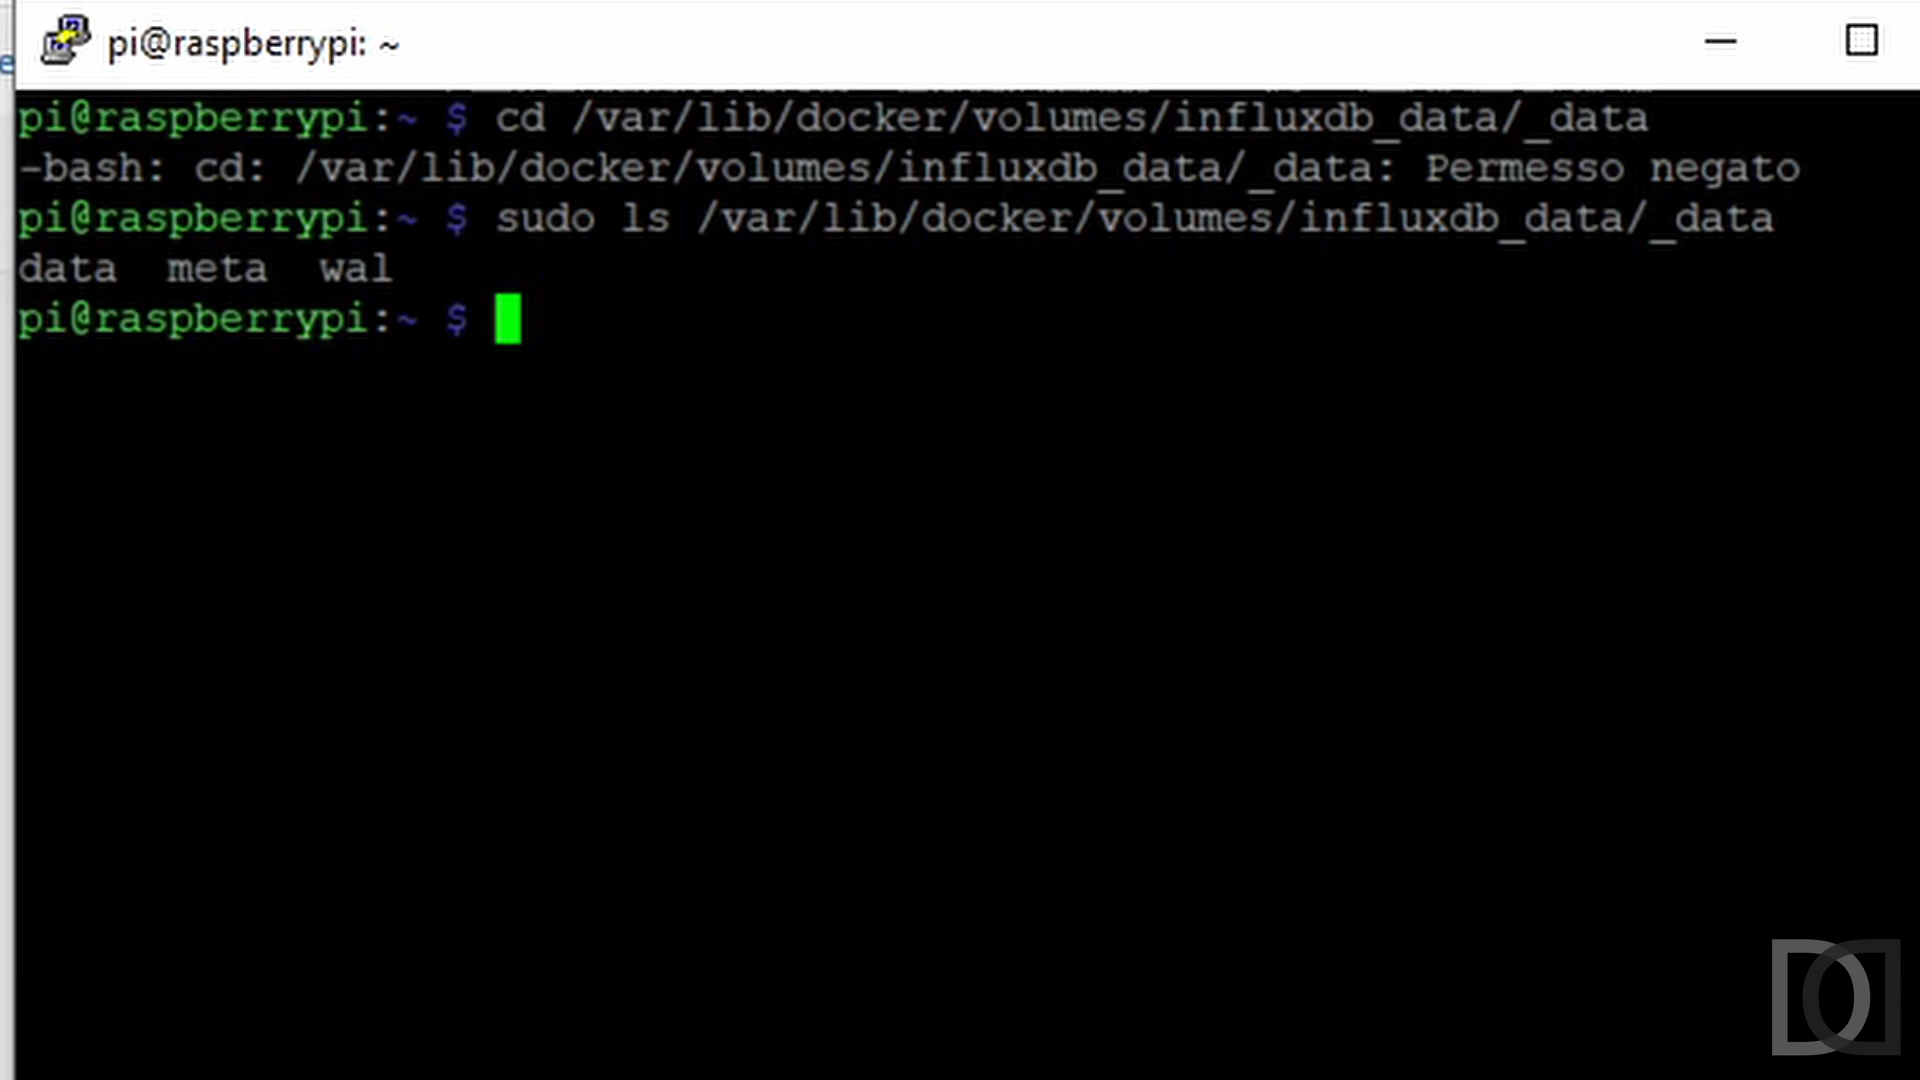 pi@raspberrypi: ~
pi@raspberrypi:~ $ cd /var/lib/docker/volumes/influxdb_data/_data
-bash: cd: /var/lib/docker/volumes/influxdb_data/_data: Permesso negato
pi@raspberrypi:~ $ sudo ls /var/lib/docker/volumes/influxdb_data/_data
data  meta  wal
pi@raspberrypi:~ $